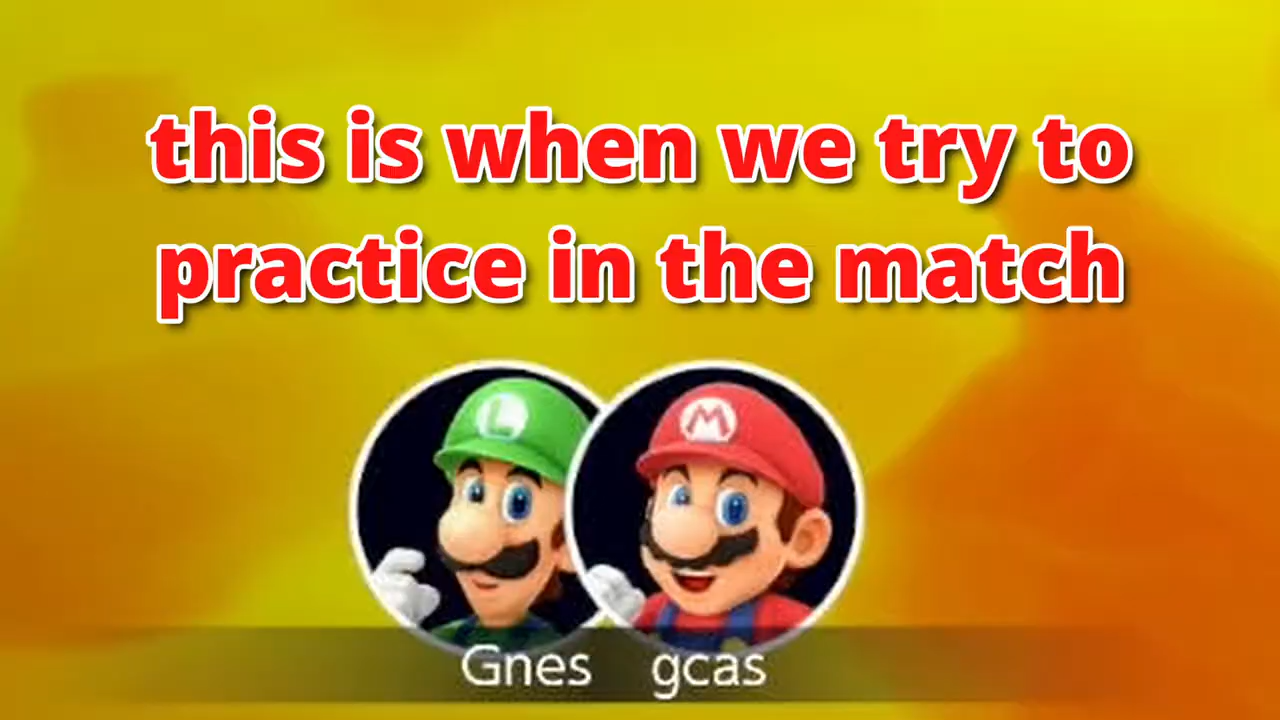 this is when we try to
practice in the match
L
M
Gnes gcas